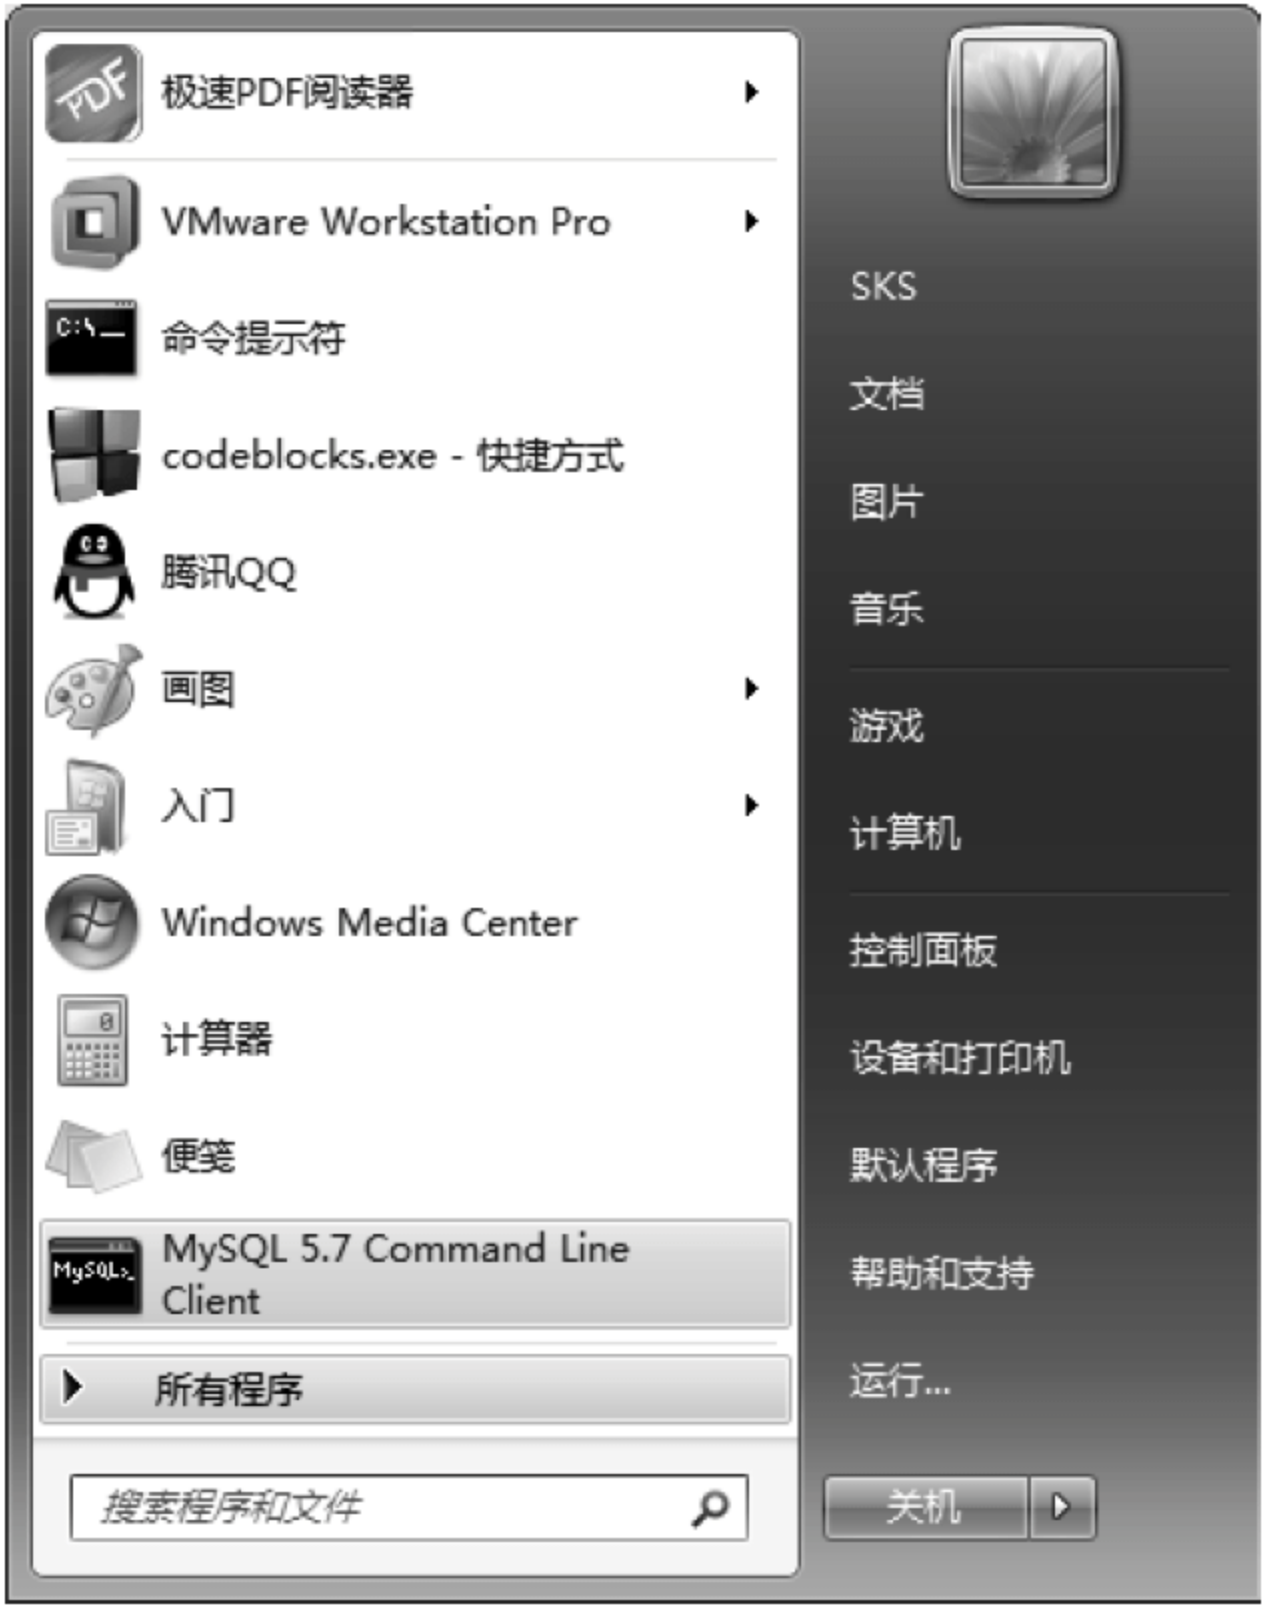 PDF
极速PDF阅读器
VMware Workstation Pro
C:\
命令提示符
codeblocks.exe - 快捷方式
腾讯QQ
画图
入门
Windows Media Center
0
计算器
便笺
MySQL>_
MySQL 5.7 Command Line
Client
所有程序
搜索程序和文件
SKS
文档
图片
音乐
游戏
计算机
控制面板
设备和打印机
默认程序
帮助和支持
运行...
关机